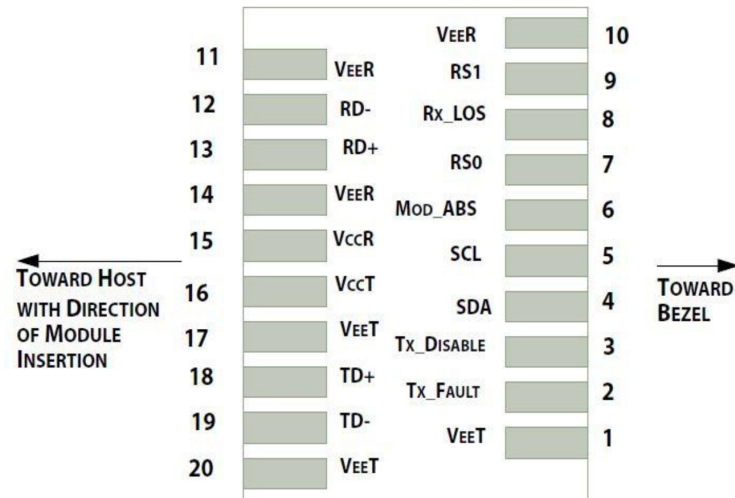 11 VEER
12 RD-
13 RD+
14 VEER
15 VCCR
16 VCCT
17 VEET
18 TD+
19 TD-
20 VEET
VEER 10
RS1 9
RX_LOS 8
RS0 7
MOD_ABS 6
SCL 5
SDA 4
TX_DISABLE 3
TX_FAULT 2
VEET 1
TOWARD HOST
WITH DIRECTION
OF MODULE
INSERTION
TOWARD
BEZEL